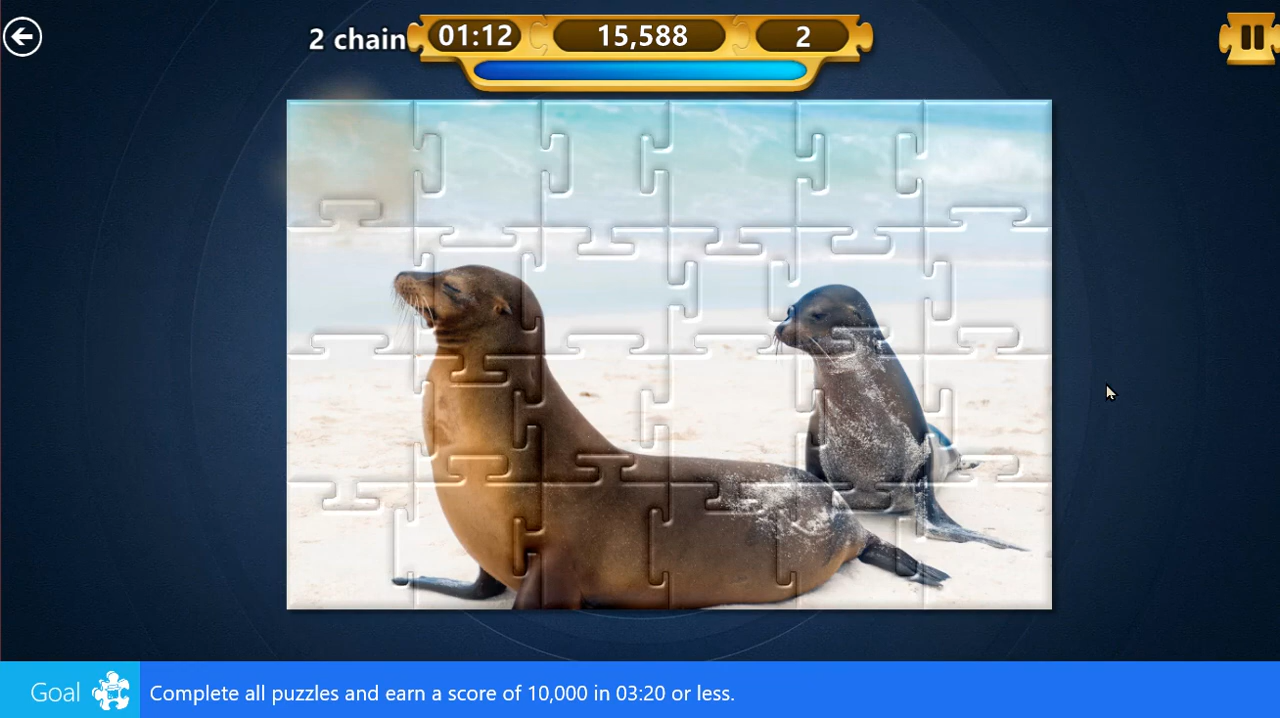 2 chain
01:12
15,588
2
Goal
Complete all puzzles and earn a score of 10,000 in 03:20 or less.